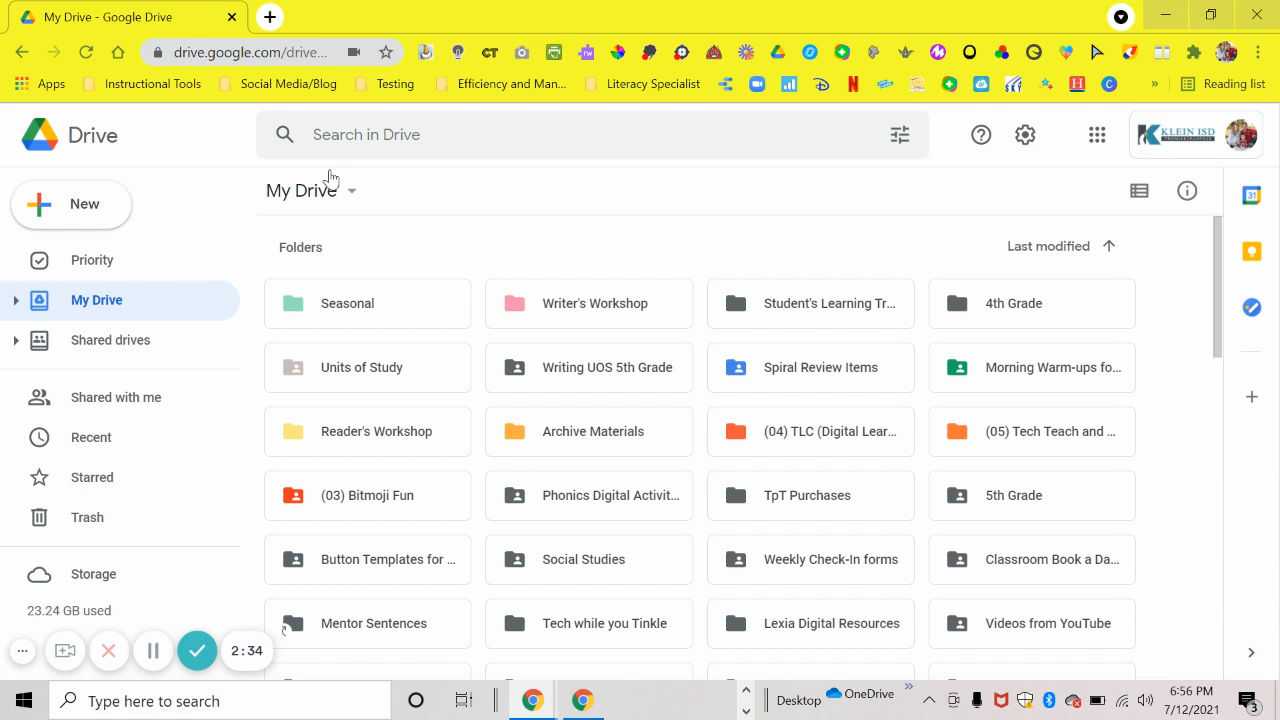 My Drive - Google Drive
drive.google.com/drive...
CT
rw
Apps
Instructional Tools
Social Media/Blog
Testing
Efficiency and Man...
Literacy Specialist
N
H
C
»
Reading list
Drive
Search in Drive
KLEIN ISD
My Drive
New
31
Folders
Last modified
Priority
My Drive
Shared drives
Shared with me
Recent
Starred
Trash
Storage
23.24 GB used
Seasonal
Writer's Workshop
Student's Learning Tr...
4th Grade
Units of Study
Writing UOS 5th Grade
Spiral Review Items
Morning Warm-ups fo...
Reader's Workshop
Archive Materials
(04) TLC (Digital Lear...
(05) Tech Teach and ...
(03) Bitmoji Fun
Phonics Digital Activit...
TpT Purchases
5th Grade
Button Templates for ...
Social Studies
Weekly Check-In forms
Classroom Book a Da...
Mentor Sentences
Tech while you Tinkle
Lexia Digital Resources
Videos from YouTube
2:34
Type here to search
Desktop
OneDrive
»
6:56 PM
7/12/2021
3